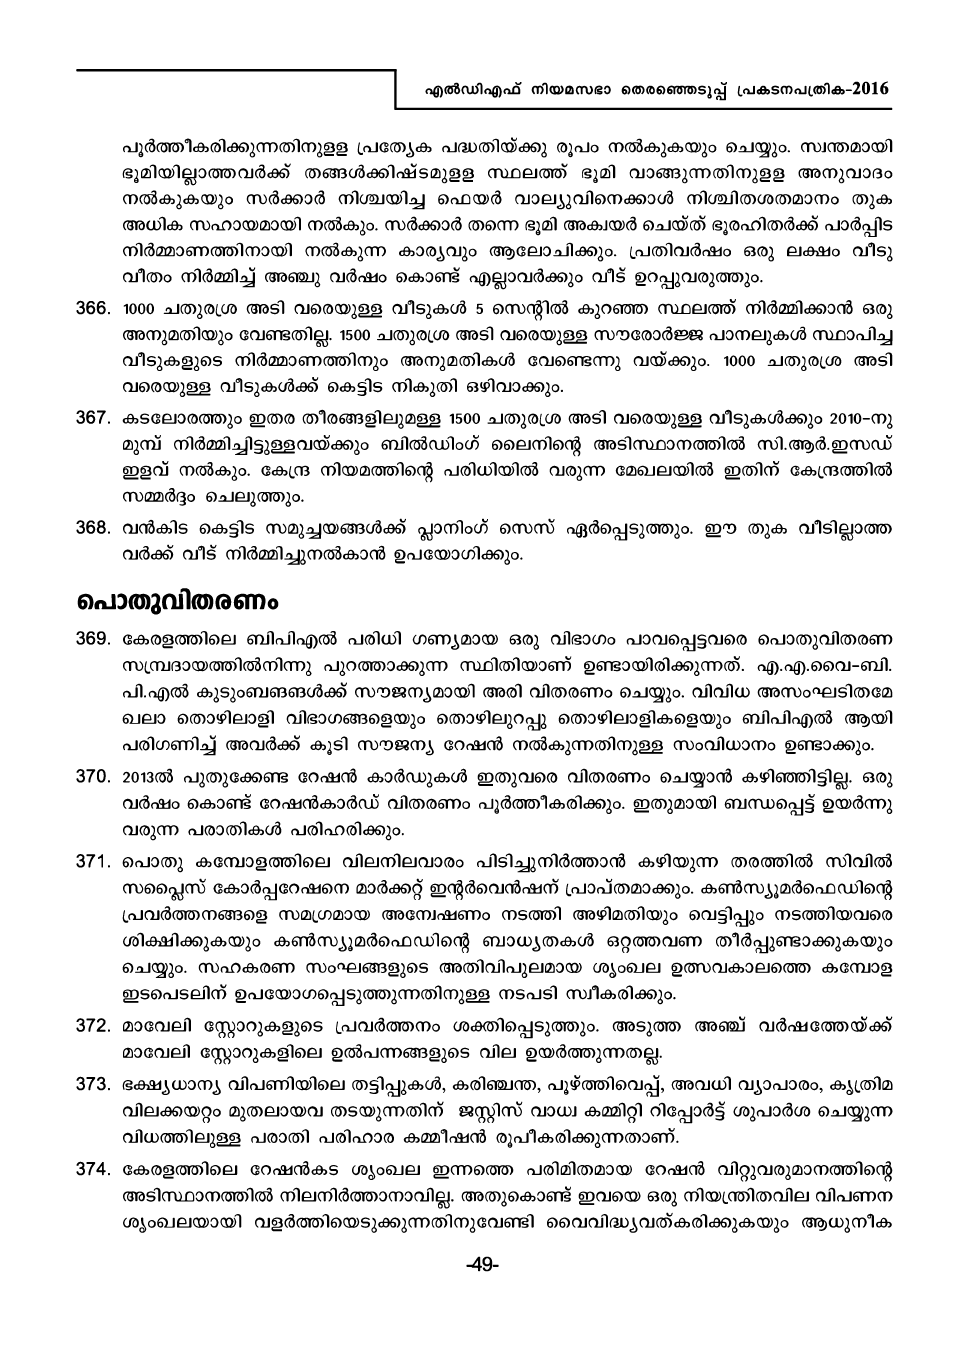 എൽഡിഎഫ് നിയമസഭാ തെരഞ്ഞെടുപ്പ് പ്രകടനപത്രിക-2016
പൂർത്തീകരിക്കുന്നതിനുളള പ്രത്യേക പദ്ധതിയ്ക്കു രൂപം നൽകുകയും ചെയ്യും. സ്വന്തമായി
ഭൂമിയില്ലാത്തവർക്ക് തങ്ങൾക്കിഷ്ടമുളള സ്ഥലത്ത് ഭൂമി വാങ്ങുന്നതിനുളള അനുവാദം
നൽകുകയും സർക്കാർ നിശ്ചയിച്ച ഫെയർ വാല്യുവിനെക്കാൾ നിശ്ചിതശതമാനം തുക
അധിക സഹായമായി നൽകും. സർക്കാർ തന്നെ ഭൂമി അക്വയർ ചെയ്ത് ഭൂരഹിതർക്ക് പാർപ്പിട
നിർമ്മാണത്തിനായി നൽകുന്ന കാര്യവും ആലോചിക്കും. പ്രതിവർഷം ഒരു ലക്ഷം വീടു
വീതം നിർമ്മിച്ച് അഞ്ചു വർഷം കൊണ്ട് എല്ലാവർക്കും വീട് ഉറപ്പുവരുത്തും.
366. 1000 ചതുരശ്ര അടി വരെയുള്ള വീടുകൾ 5 സെന്റിൽ കുറഞ്ഞ സ്ഥലത്ത് നിർമ്മിക്കാൻ ഒരു
അനുമതിയും വേണ്ടതില്ല. 1500 ചതുരശ്ര അടി വരെയുള്ള സൗരോർജ്ജ പാനലുകൾ സ്ഥാപിച്ച
വീടുകളുടെ നിർമ്മാണത്തിനും അനുമതികൾ വേണ്ടെന്നു വയ്ക്കും. 1000 ചതുരശ്ര അടി
വരെയുള്ള വീടുകൾക്ക് കെട്ടിട നികുതി ഒഴിവാക്കും.
367. കടലോരത്തും ഇതര തീരങ്ങളിലുമള്ള 1500 ചതുരശ്ര അടി വരെയുള്ള വീടുകൾക്കും 2010-നു
മുമ്പ് നിർമ്മിച്ചിട്ടുള്ളവയ്ക്കും ബിൽഡിംഗ് ലൈനിന്റെ അടിസ്ഥാനത്തിൽ സി.ആർ.ഇസഡ്
ഇളവ് നൽകും. കേന്ദ്ര നിയമത്തിന്റെ പരിധിയിൽ വരുന്ന മേഖലയിൽ ഇതിന് കേന്ദ്രത്തിൽ
സമ്മർദ്ദം ചെലുത്തും.
368. വൻകിട കെട്ടിട സമുച്ചയങ്ങൾക്ക് പ്ലാനിംഗ് സെസ് ഏർപ്പെടുത്തും. ഈ തുക വീടില്ലാത്ത
വർക്ക് വീട് നിർമ്മിച്ചുനൽകാൻ ഉപയോഗിക്കും.
പൊതുവിതരണം
369. കേരളത്തിലെ ബിപിഎൽ പരിധി ഗണ്യമായ ഒരു വിഭാഗം പാവപ്പെട്ടവരെ പൊതുവിതരണ
സമ്പ്രദായത്തിൽനിന്നു പുറത്താക്കുന്ന സ്ഥിതിയാണ് ഉണ്ടായിരിക്കുന്നത്. എ.എ.വൈ-ബി.
പി.എൽ കുടുംബങങൾക്ക് സൗജന്യമായി അരി വിതരണം ചെയ്യും. വിവിധ അസംഘടിതമേ
ഖലാ തൊഴിലാളി വിഭാഗങ്ങളെയും തൊഴിലുറപ്പു തൊഴിലാളികളെയും ബിപിഎൽ ആയി
പരിഗണിച്ച് അവർക്ക് കൂടി സൗജന്യ റേഷൻ നൽകുന്നതിനുള്ള സംവിധാനം ഉണ്ടാക്കും.
370. 2013ൽ പുതുക്കേണ്ട റേഷൻ കാർഡുകൾ ഇതുവരെ വിതരണം ചെയ്യാൻ കഴിഞ്ഞിട്ടില്ല. ഒരു
വർഷം കൊണ്ട് റേഷൻകാർഡ് വിതരണം പൂർത്തീകരിക്കും. ഇതുമായി ബന്ധപ്പെട്ട് ഉയർന്നു
വരുന്ന പരാതികൾ പരിഹരിക്കും.
371. പൊതു കമ്പോളത്തിലെ വിലനിലവാരം പിടിച്ചുനിർത്താൻ കഴിയുന്ന തരത്തിൽ സിവിൽ
സപ്ലൈസ് കോർപ്പറേഷനെ മാർക്കറ്റ് ഇന്റർവെൻഷന് പ്രാപ്തമാക്കും. കൺസ്യൂമർഫെഡിന്റെ
പ്രവർത്തനങ്ങളെ സമഗ്രമായ അന്വേഷണം നടത്തി അഴിമതിയും വെട്ടിപ്പും നടത്തിയവരെ
ശിക്ഷിക്കുകയും കൺസ്യൂമർഫെഡിന്റെ ബാധ്യതകൾ ഒറ്റത്തവണ തീർപ്പുണ്ടാക്കുകയും
ചെയ്യും. സഹകരണ സംഘങ്ങളുടെ അതിവിപുലമായ ശൃംഖല ഉത്സവകാലത്തെ കമ്പോള
ഇടപെടലിന് ഉപയോഗപ്പെടുത്തുന്നതിനുള്ള നടപടി സ്വീകരിക്കും.
372. മാവേലി സ്റ്റോറുകളുടെ പ്രവർത്തനം ശക്തിപ്പെടുത്തും. അടുത്ത അഞ്ച് വർഷത്തേയ്ക്ക്
മാവേലി സ്റ്റോറുകളിലെ ഉൽപന്നങ്ങളുടെ വില ഉയർത്തുന്നതല്ല.
373. ഭക്ഷ്യധാന്യ വിപണിയിലെ തട്ടിപ്പുകൾ, കരിഞ്ചന്ത, പൂഴ്ത്തിവെപ്പ്, അവധി വ്യാപാരം, കൃത്രിമ
വിലക്കയറ്റം മുതലായവ തടയുന്നതിന് ജസ്റ്റിസ് വാധ്വ കമ്മിറ്റി റിപ്പോർട്ട് ശുപാർശ ചെയ്യുന്ന
വിധത്തിലുള്ള പരാതി പരിഹാര കമ്മീഷൻ രൂപീകരിക്കുന്നതാണ്.
374. കേരളത്തിലെ റേഷൻകട ശൃംഖല ഇന്നത്തെ പരിമിതമായ റേഷൻ വിറ്റുവരുമാനത്തിന്റെ
അടിസ്ഥാനത്തിൽ നിലനിർത്താനാവില്ല. അതുകൊണ്ട് ഇവയെ ഒരു നിയന്ത്രിതവില വിപണന
ശൃംഖലയായി വളർത്തിയെടുക്കുന്നതിനുവേണ്ടി വൈവിദ്ധ്യവത്കരിക്കുകയും ആധുനീക
-49-